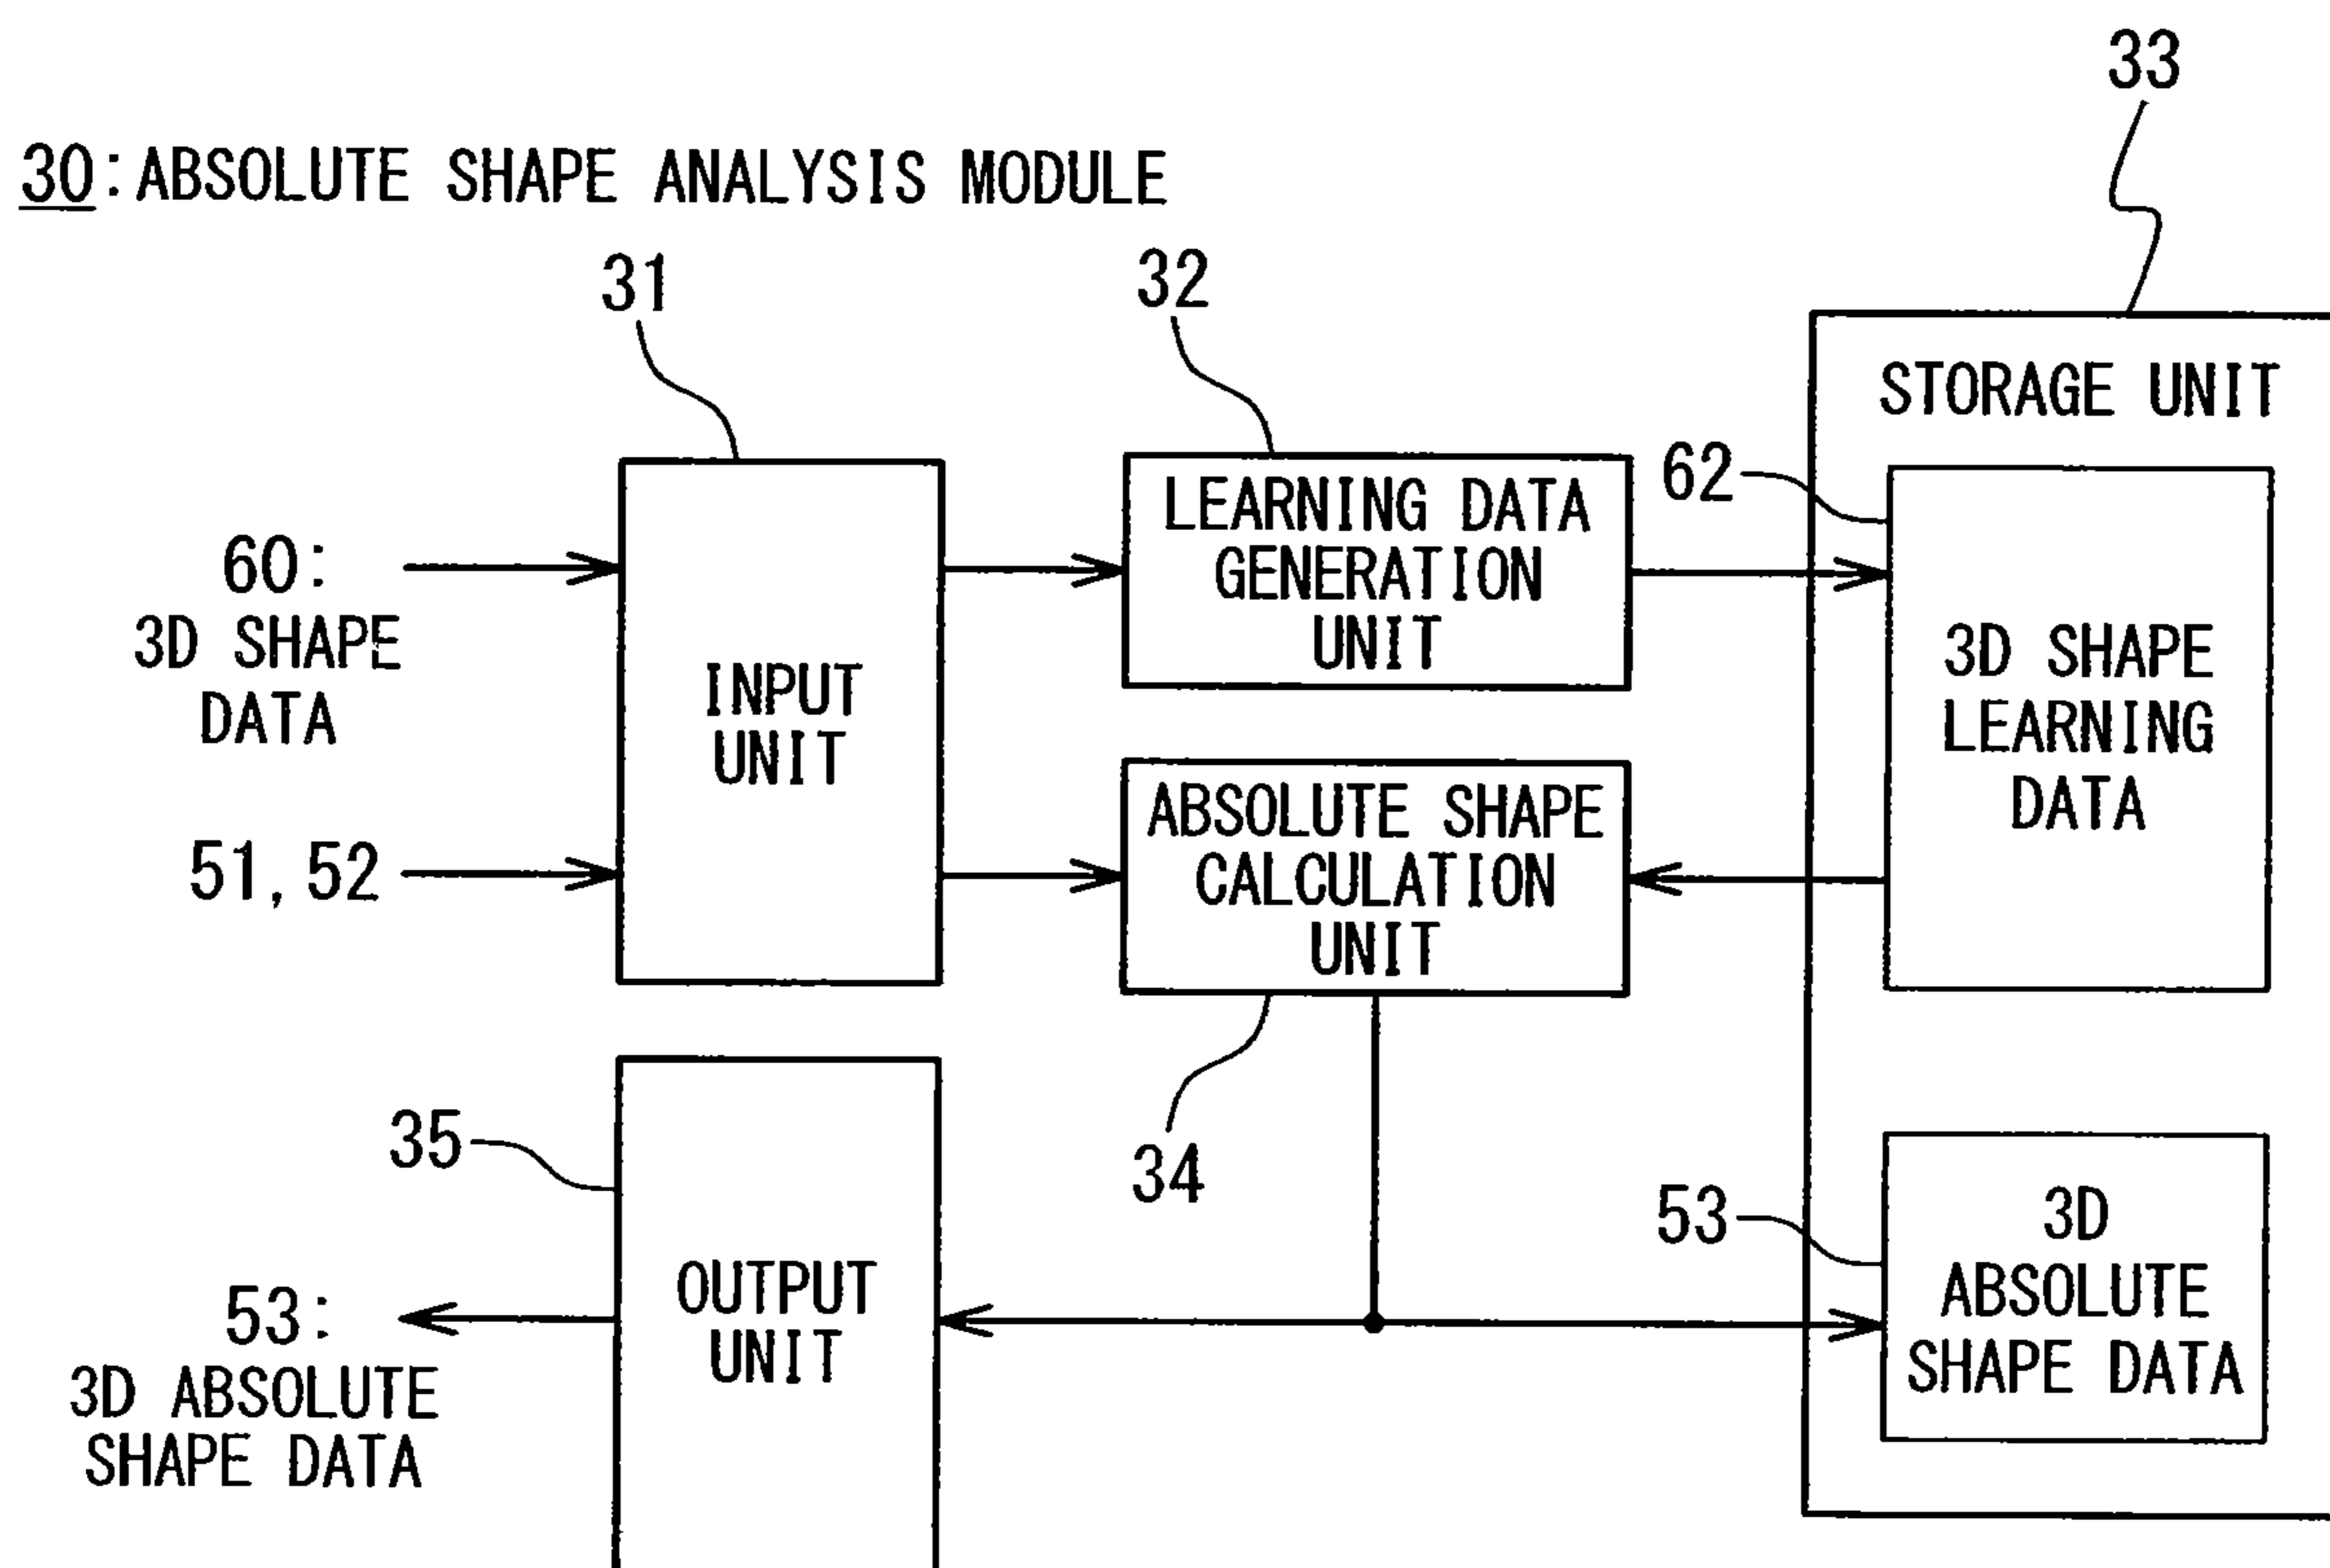 33
30: ABSOLUTE SHAPE ANALYSIS MODULE
31
32
STORAGE UNIT
62
LEARNING DATA
GENERATION
UNIT
60:
3D SHAPE
DATA
INPUT
UNIT
3D SHAPE
LEARNING
DATA
51, 52
ABSOLUTE SHAPE
CALCULATION
UNIT
35
34
53
3D
ABSOLUTE
SHAPE DATA
OUTPUT
UNIT
53:
3D ABSOLUTE
SHAPE DATA